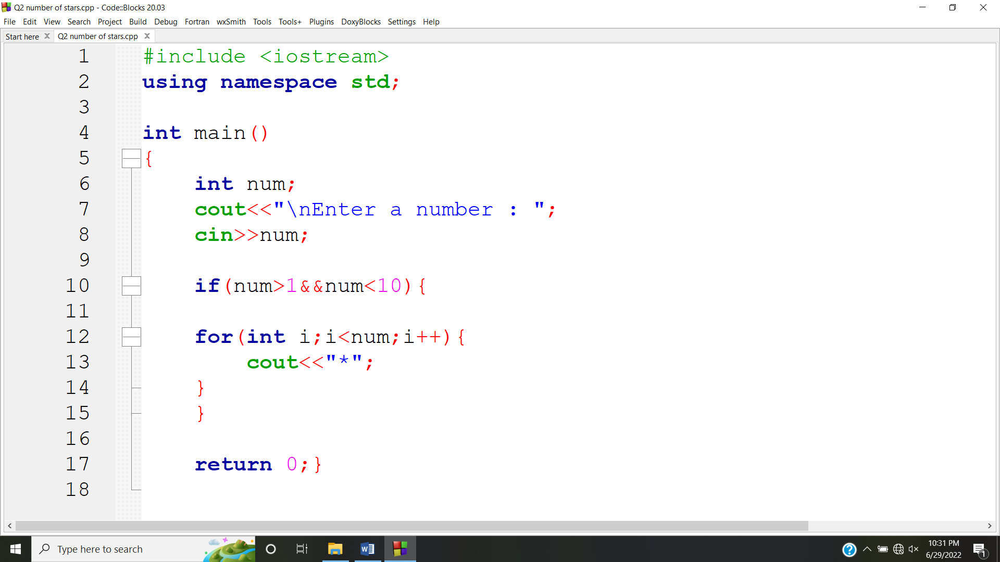 Q2 number of stars.cpp - Code::Blocks 20.03
File Edit View Search Project Build Debug Fortran wxSmith Tools Tools+ Plugins DoxyBlocks Settings Help
Start here Q2 number of stars.cpp
1 #include <iostream>
2 using namespace std;
3
4 int main()
5 {
6     int num;
7     cout<<"\nEnter a number : ";
8     cin>>num;
9
10     if(num>1&&num<10){
11
12     for(int i;i<num;i++){
13         cout<<"*";
14     }
15     }
16
17     return 0;}
18
Type here to search
10:31 PM
6/29/2022
1